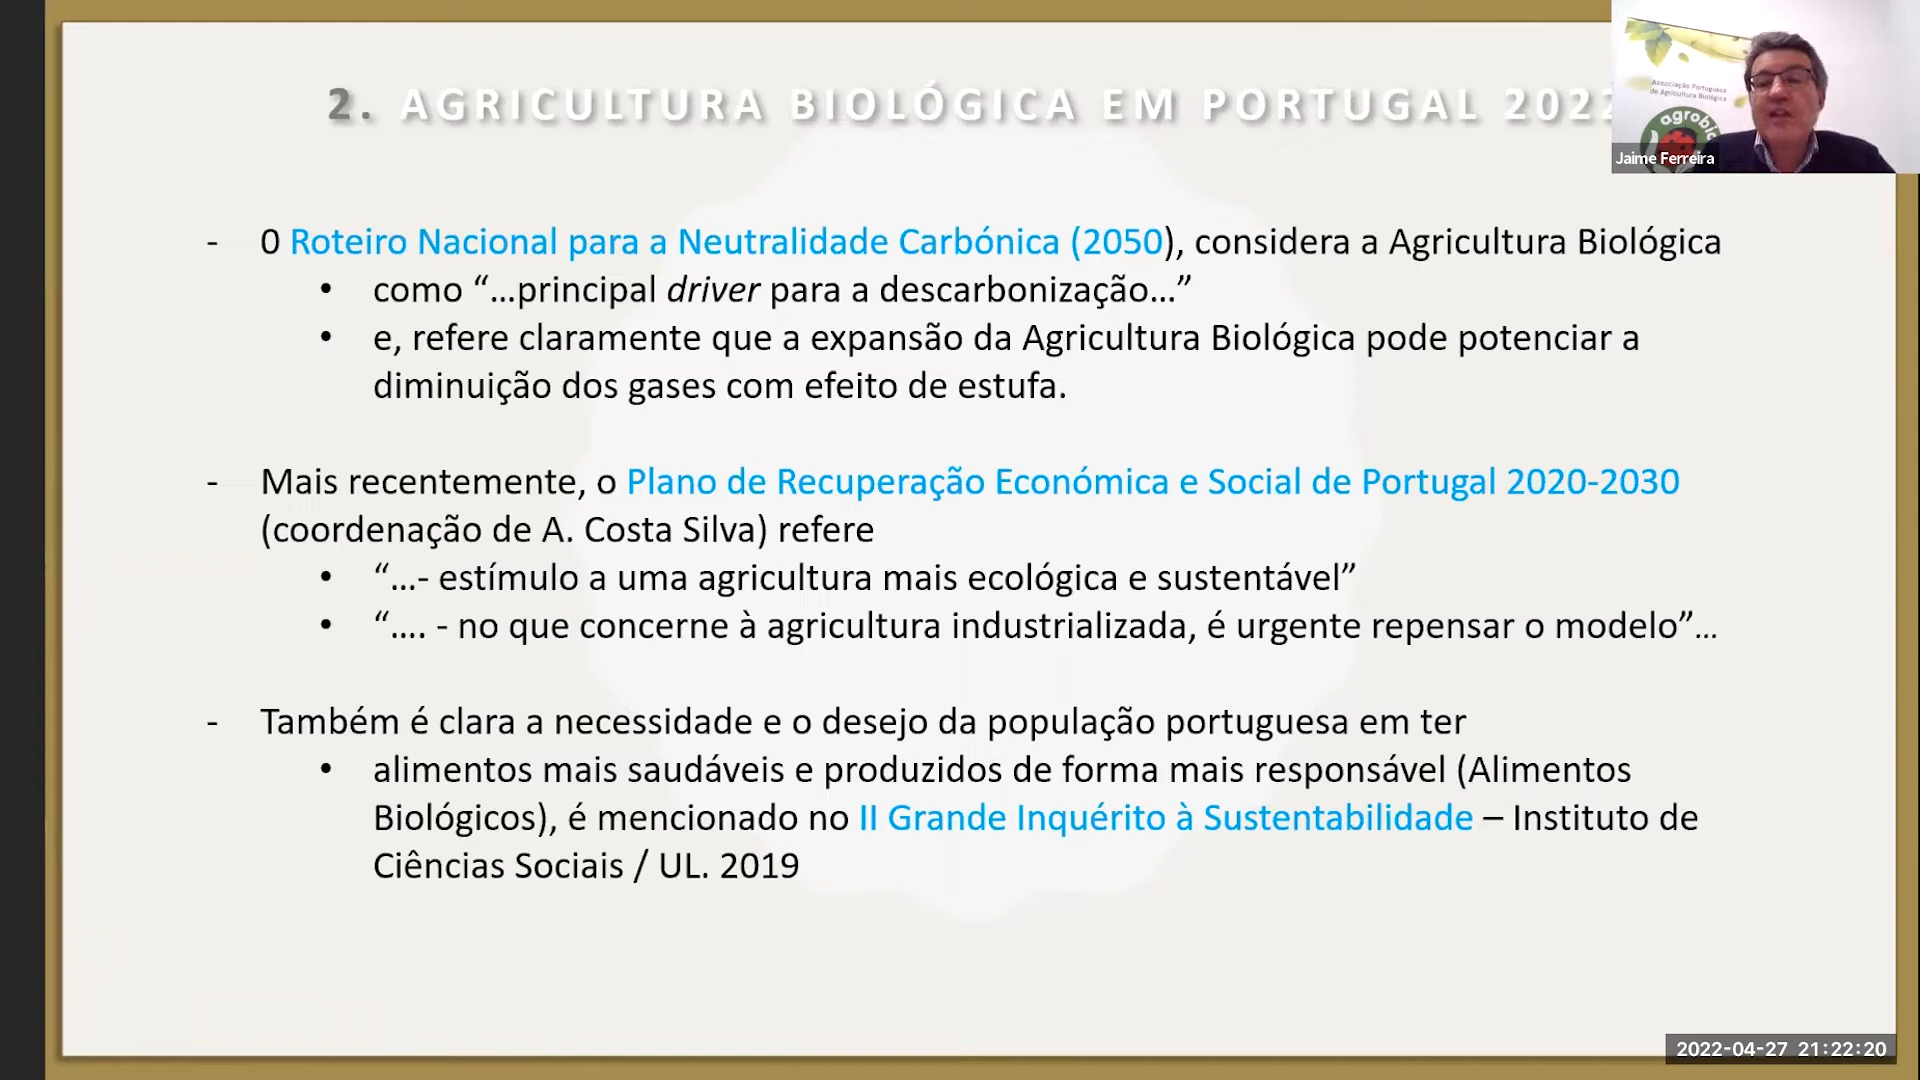 2. AGRICULTURA BIOLÓGICA EM PORTUGAL 2022
Associação Portuguesa
de Agricultura Biológica
agrobio
Jaime Ferreira
- O Roteiro Nacional para a Neutralidade Carbónica (2050), considera a Agricultura Biológica
• como “…principal driver para a descarbonização…”
• e, refere claramente que a expansão da Agricultura Biológica pode potenciar a
diminuição dos gases com efeito de estufa.
- Mais recentemente, o Plano de Recuperação Económica e Social de Portugal 2020-2030
(coordenação de A. Costa Silva) refere
• “…- estímulo a uma agricultura mais ecológica e sustentável”
• “…. - no que concerne à agricultura industrializada, é urgente repensar o modelo”…
- Também é clara a necessidade e o desejo da população portuguesa em ter
• alimentos mais saudáveis e produzidos de forma mais responsável (Alimentos
Biológicos), é mencionado no II Grande Inquérito à Sustentabilidade – Instituto de
Ciências Sociais / UL. 2019
2022-04-27 21:22:20